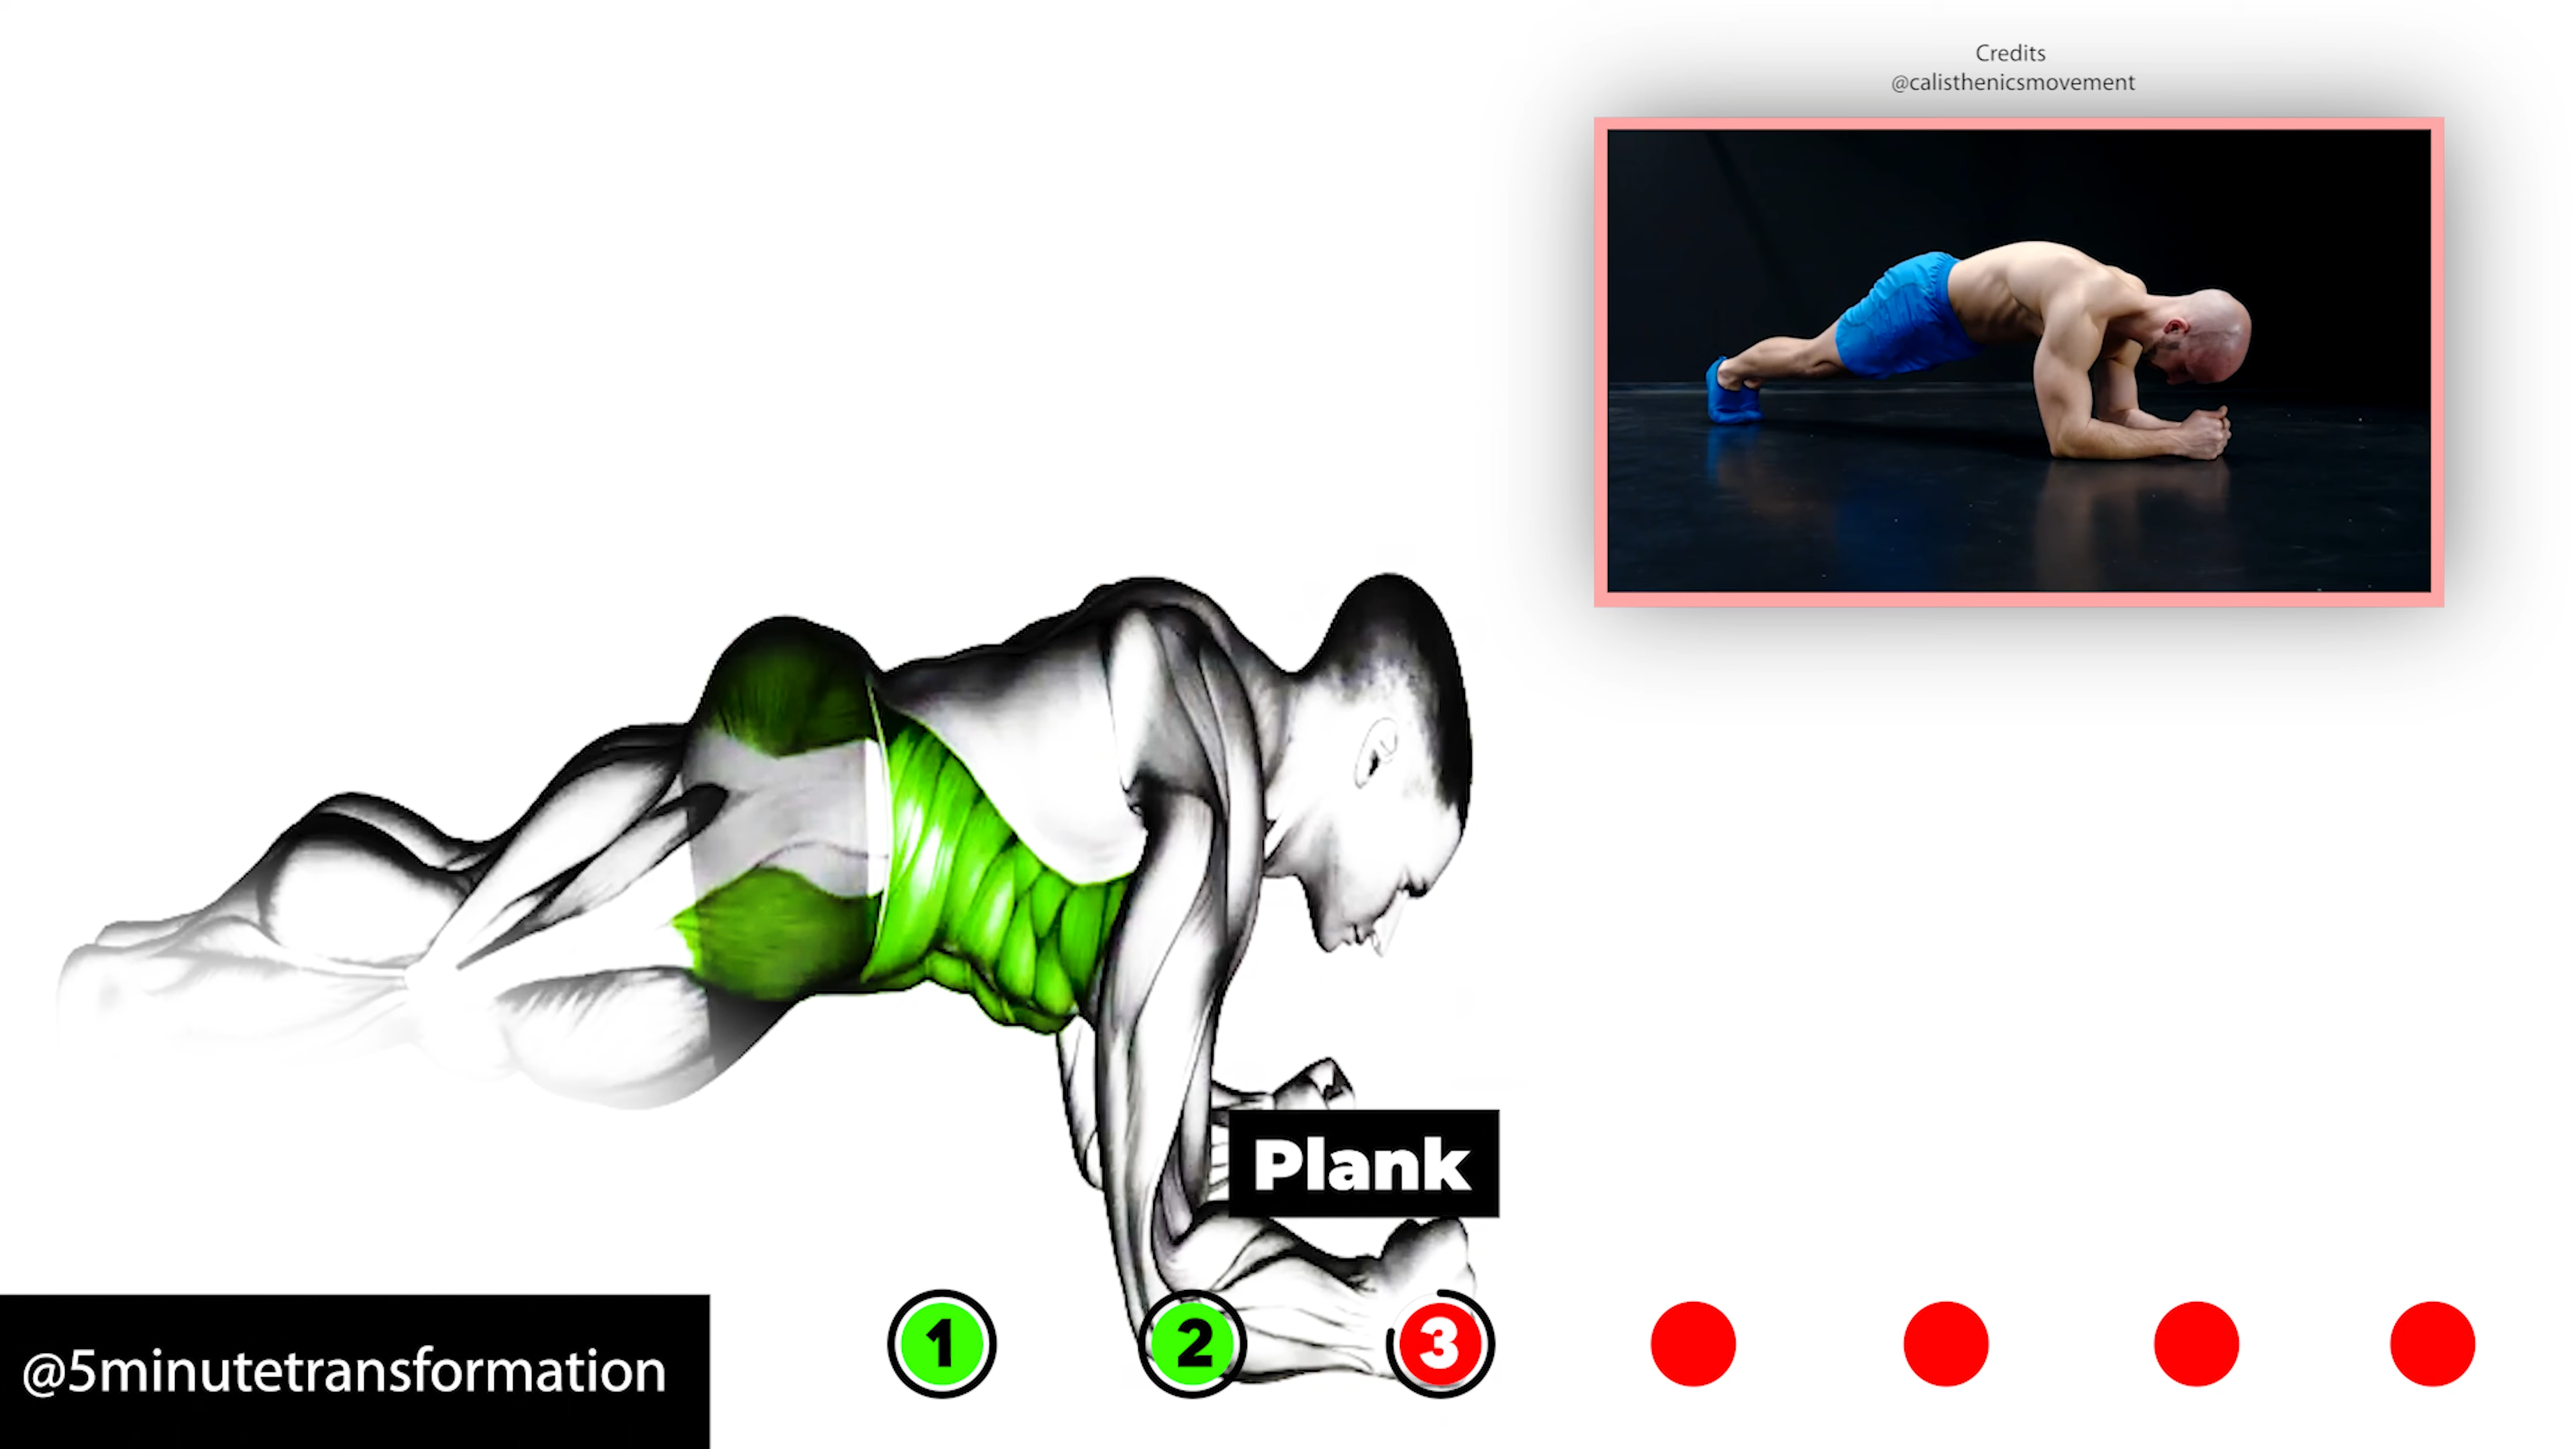 Credits
@calisthenicsmovement
Plank
1
2
3
@5minutetransformation